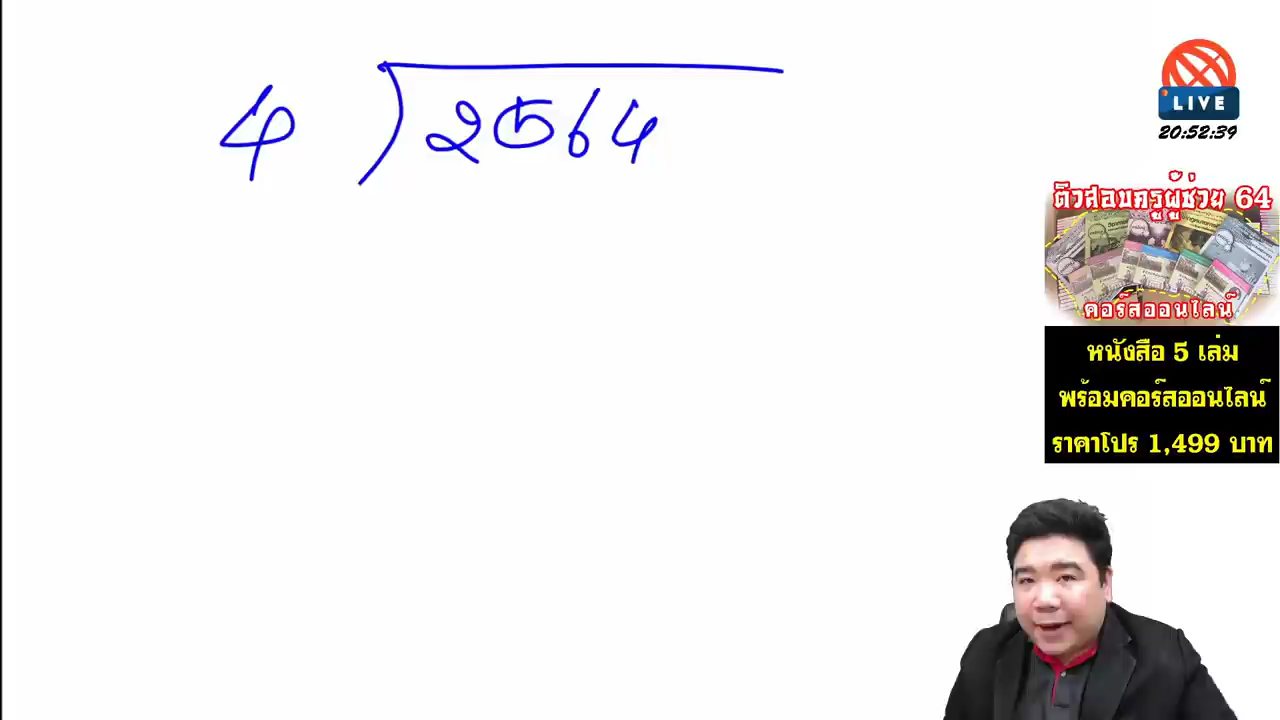 4 2564
LIVE
20:52:39
ติวสอบครูผู้ช่วย 64
คอร์สออนไลน์
หนังสือ 5 เล่ม
พร้อมคอร์สออนไลน์
ราคาโปร 1,499 บาท